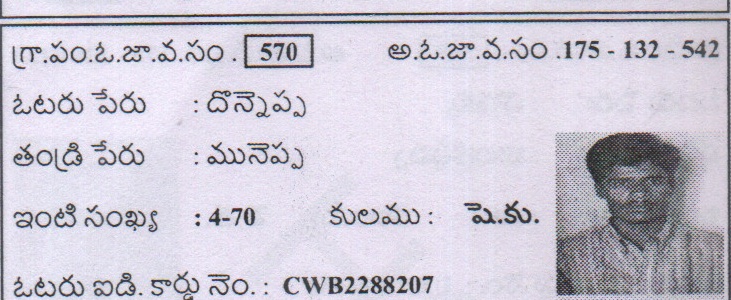 గ్రా.పం.ఓ.జా.వ.సం. 570 అ.ఓ.జా.వ.సం .175 - 132 - 542
ఓటరు పేరు : దొన్నెప్ప
తండ్రి పేరు : మునెప్ప
ఇంటి సంఖ్య : 4-70 కులము : షె.కు.
ఓటరు ఐడి. కార్డు నెం. : CWB2288207